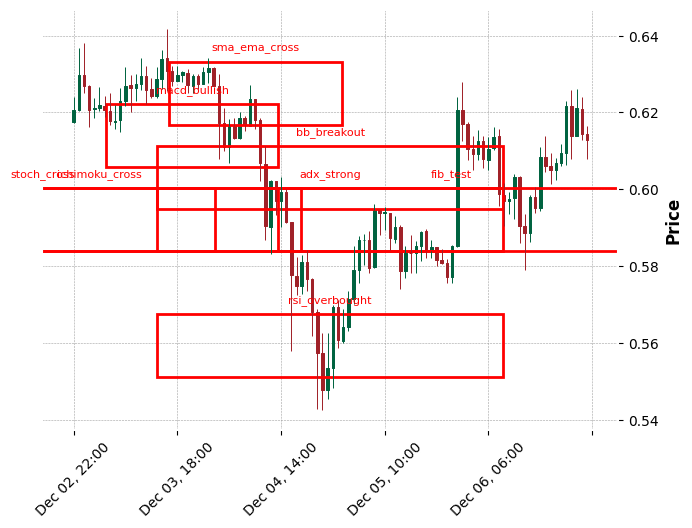 sma_ema_cross
macd_bullish
bb_breakout
stoch_cross
ichimoku_cross
adx_strong
fib_test
rsi_overbought
0.64
0.62
0.60
0.58
0.56
0.54
Price
Dec 02, 22:00
Dec 03, 18:00
Dec 04, 14:00
Dec 05, 10:00
Dec 06, 06:00